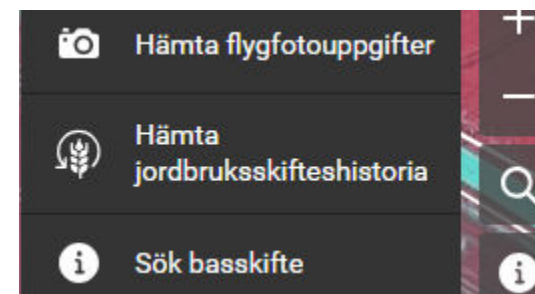 Hämta flygfotouppgifter
Hämta
jordbruksskifteshistoria
Sök basskifte